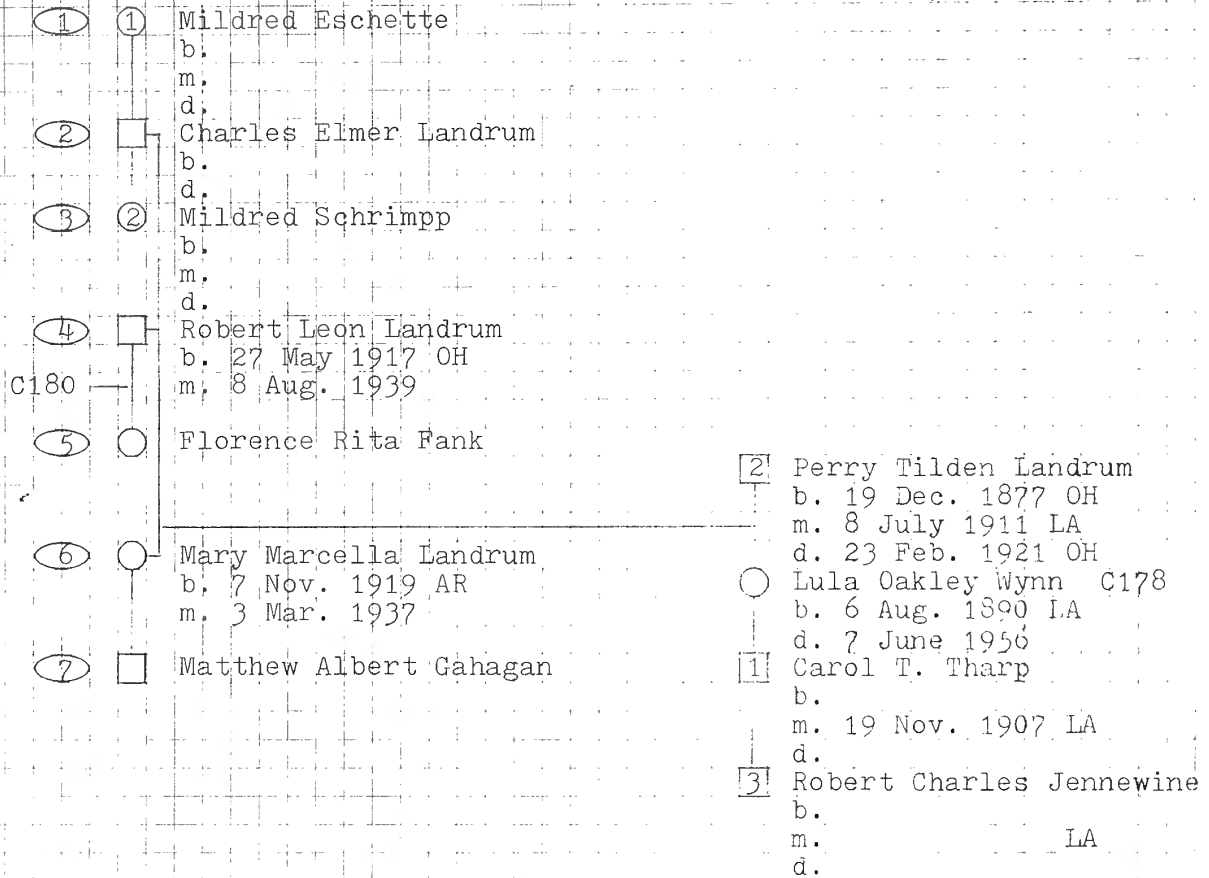 1 1 Mildred Eschette
b.
m.
d.
2 Charles Elmer Landrum
b.
d.
3 2 Mildred Schrimpp
b.
m.
d.
4 Robert Leon Landrum
b. 27 May 1917 OH
C180 m. 8 Aug. 1939
5 Florence Rita Fank
6 Mary Marcella Landrum
b. 7 Nov. 1919 AR
m. 3 Mar. 1937
7 Matthew Albert Gahagan
2 Perry Tilden Landrum
b. 19 Dec. 1877 OH
m. 8 July 1911 LA
d. 23 Feb. 1921 OH
Lula Oakley Wynn C178
b. 6 Aug. 1890 LA
d. 7 June 1956
1 Carol T. Tharp
b.
m. 19 Nov. 1907 LA
d.
3 Robert Charles Jennewine
b.
m. LA
d.